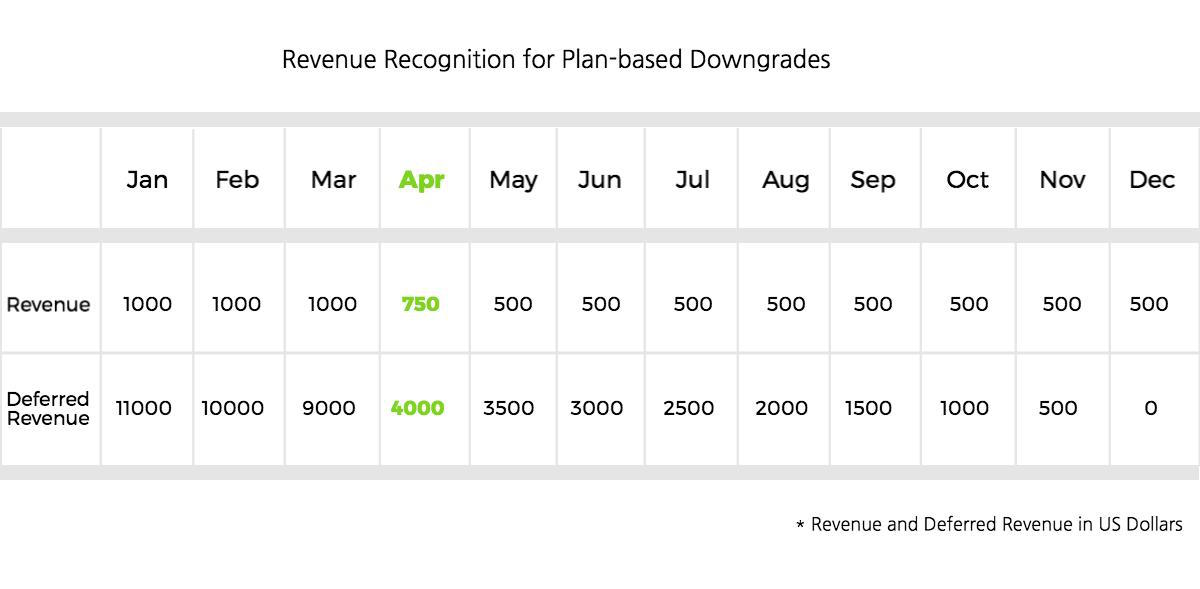 Revenue Recognition for Plan-based Downgrades
Jan Feb Mar Apr May Jun Jul Aug Sep Oct Nov Dec
Revenue 1000 1000 1000 750 500 500 500 500 500 500 500 500
Deferred
Revenue 11000 10000 9000 4000 3500 3000 2500 2000 1500 1000 500 0
* Revenue and Deferred Revenue in US Dollars